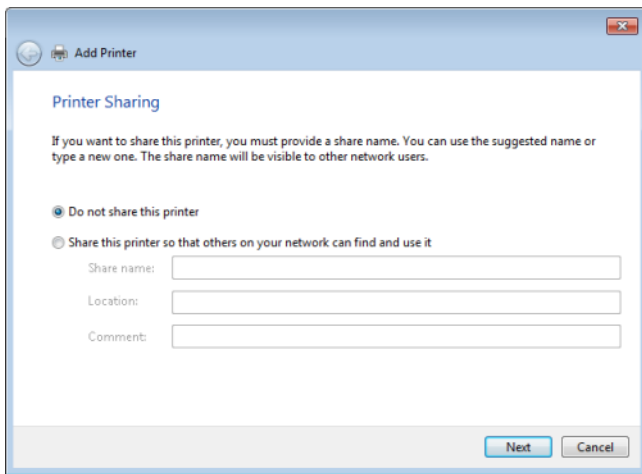 Add Printer
Printer Sharing
If you want to share this printer, you must provide a share name. You can use the suggested name or
type a new one. The share name will be visible to other network users.
Do not share this printer
Share this printer so that others on your network can find and use it
Share name:
Location:
Comment:
Next Cancel